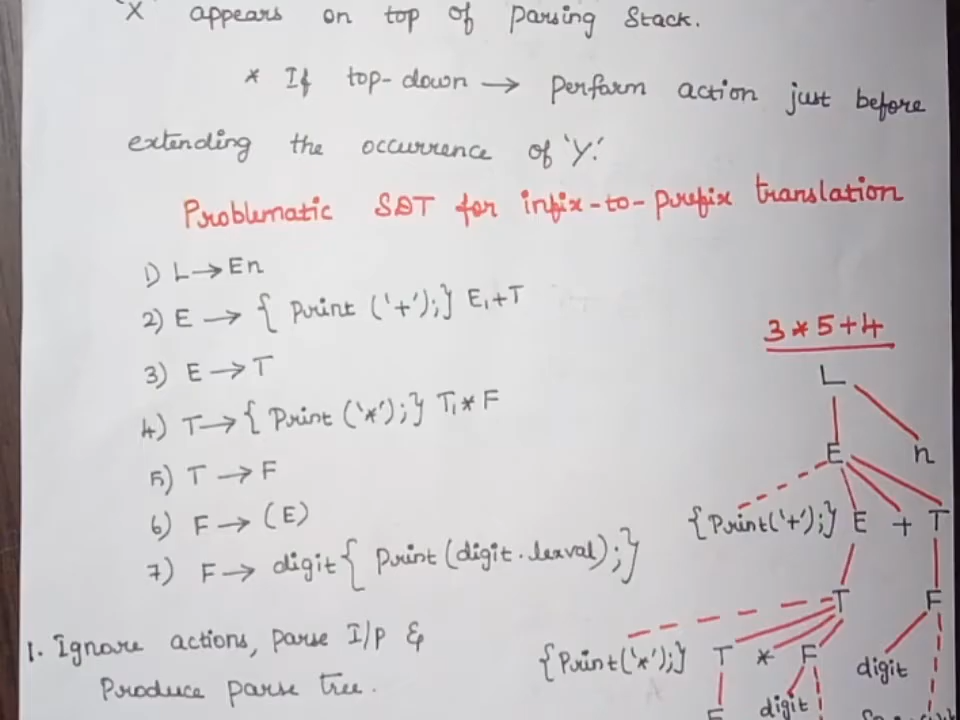 'X' appears on top of parsing Stack.
* If top-down → perform action just before
extending the occurrence of 'Y'.
Problematic SDT for infix-to-prefix translation
1) L → En
2) E → { Print ('+');} E₁+T
3) E → T
4) T → { Print ('*');} T₁ * F
5) T → F
6) F → (E)
7) F → digit { Print (digit.lexval);}
1. Ignore actions, parse I/p &
Produce parse tree.
3 * 5 + 4
L
E n
{Print('+');} E + T
T F
{Print('*');} T * F digit
F digit